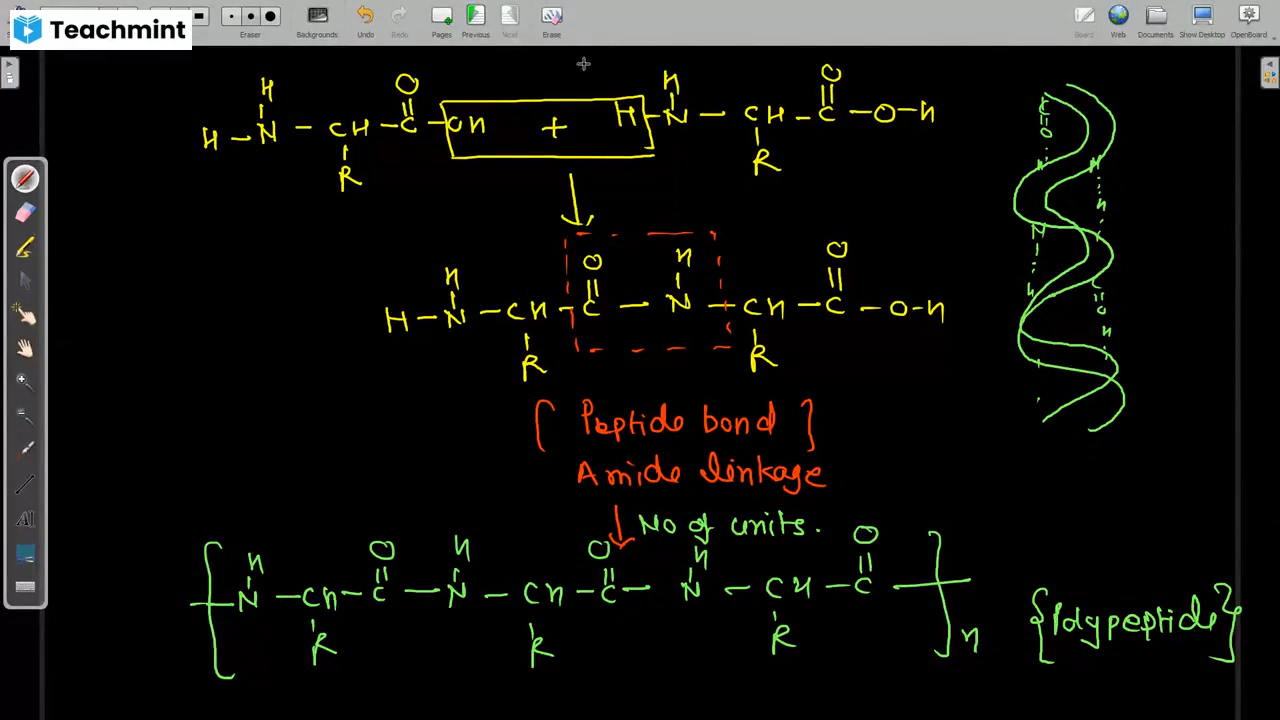 Teachmint
Eraser Backgrounds Undo Redo Pages Previous Next Erase Board Web Documents Show Desktop OpenBoard
H O H O
H – N – CH – C – OH + H – N – CH – C – O – H
R R
H O H O
H – N – CH – C – N – CH – C – O – H
R R
[Peptide bond]
Amide linkage
No of units.
H O H O H O
[– N – CH – C – N – CH – C – N – CH – C –]n {Polypeptide}
R R R